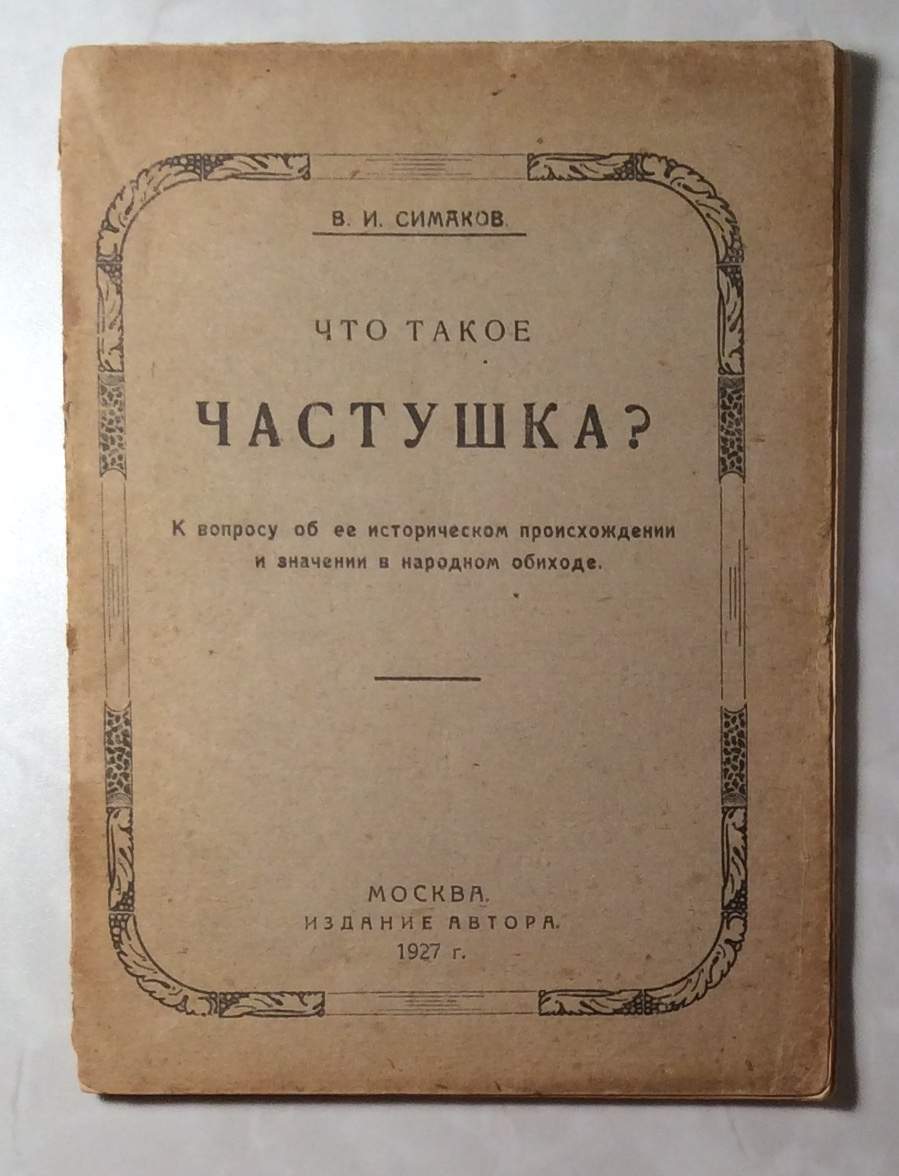 В. И. СИМАКОВ.
ЧТО ТАКОЕ
ЧАСТУШКА?
К вопросу об ее историческом происхождении
и значении в народном обиходе.
МОСКВА.
ИЗДАНИЕ АВТОРА.
1927 г.